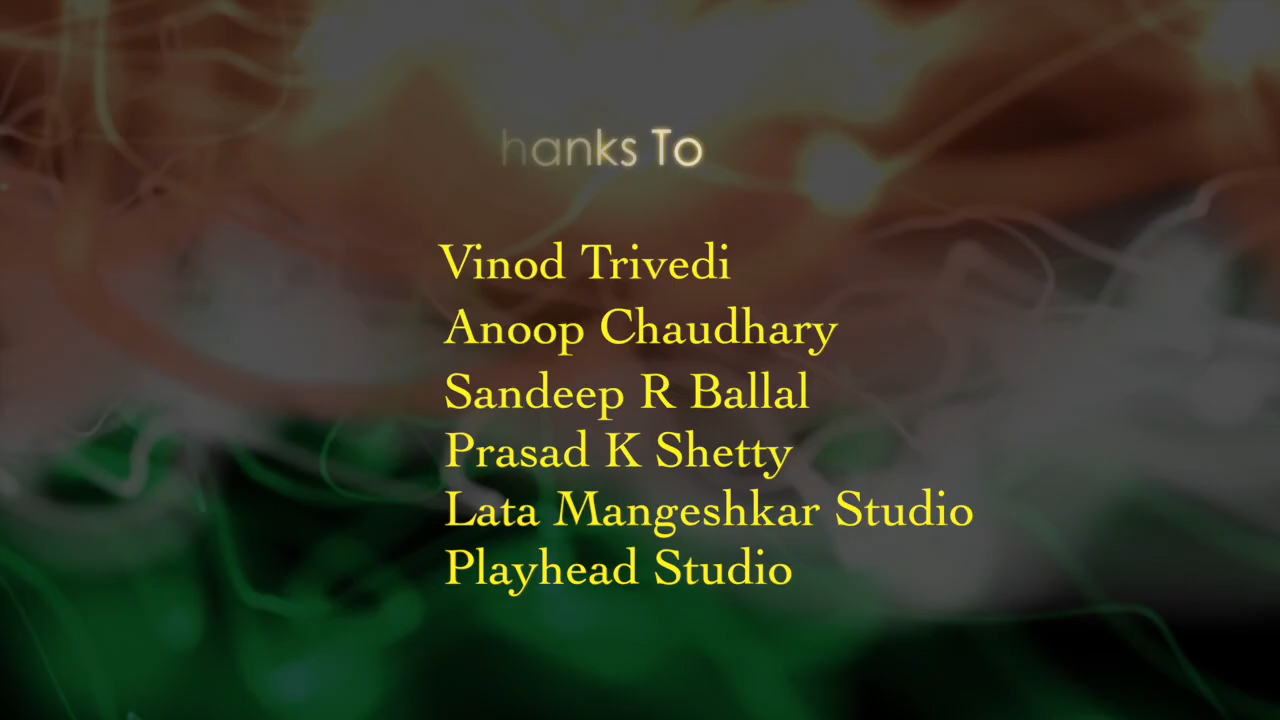 hanks To
Vinod Trivedi
Anoop Chaudhary
Sandeep R Ballal
Prasad K Shetty
Lata Mangeshkar Studio
Playhead Studio